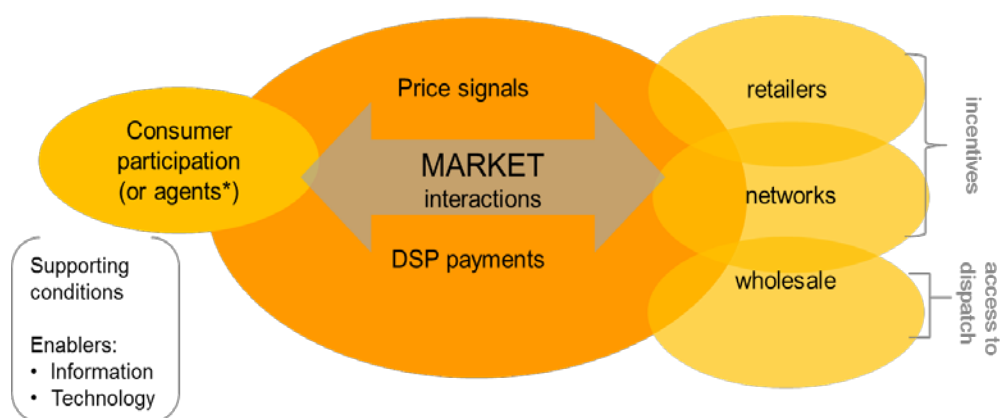 Consumer
participation
(or agents*)
Supporting
conditions
Enablers:
• Information
• Technology
Price signals
MARKET
interactions
DSP payments
retailers
networks
wholesale
incentives
access to
dispatch